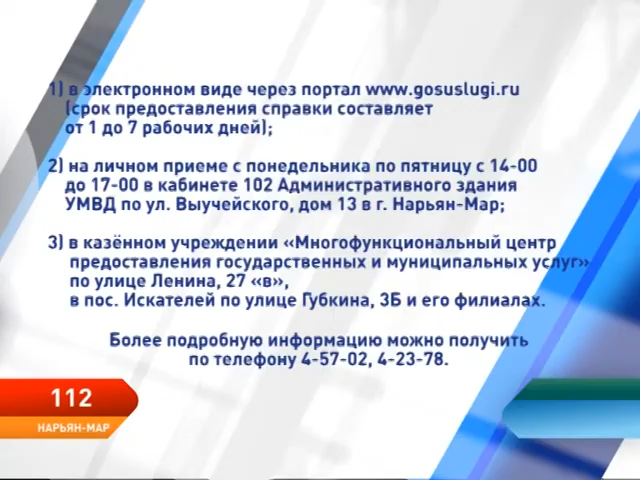 1) в электронном виде через портал www.gosuslugi.ru
(срок предоставления справки составляет
от 1 до 7 рабочих дней);
2) на личном приеме с понедельника по пятницу с 14-00
до 17-00 в кабинете 102 Административного здания
УМВД по ул. Выучейского, дом 13 в г. Нарьян-Мар;
3) в казённом учреждении «Многофункциональный центр
предоставления государственных и муниципальных услуг»
по улице Ленина, 27 «в»,
в пос. Искателей по улице Губкина, 3Б и его филиалах.
Более подробную информацию можно получить
по телефону 4-57-02, 4-23-78.
112
НАРЬЯН-МАР